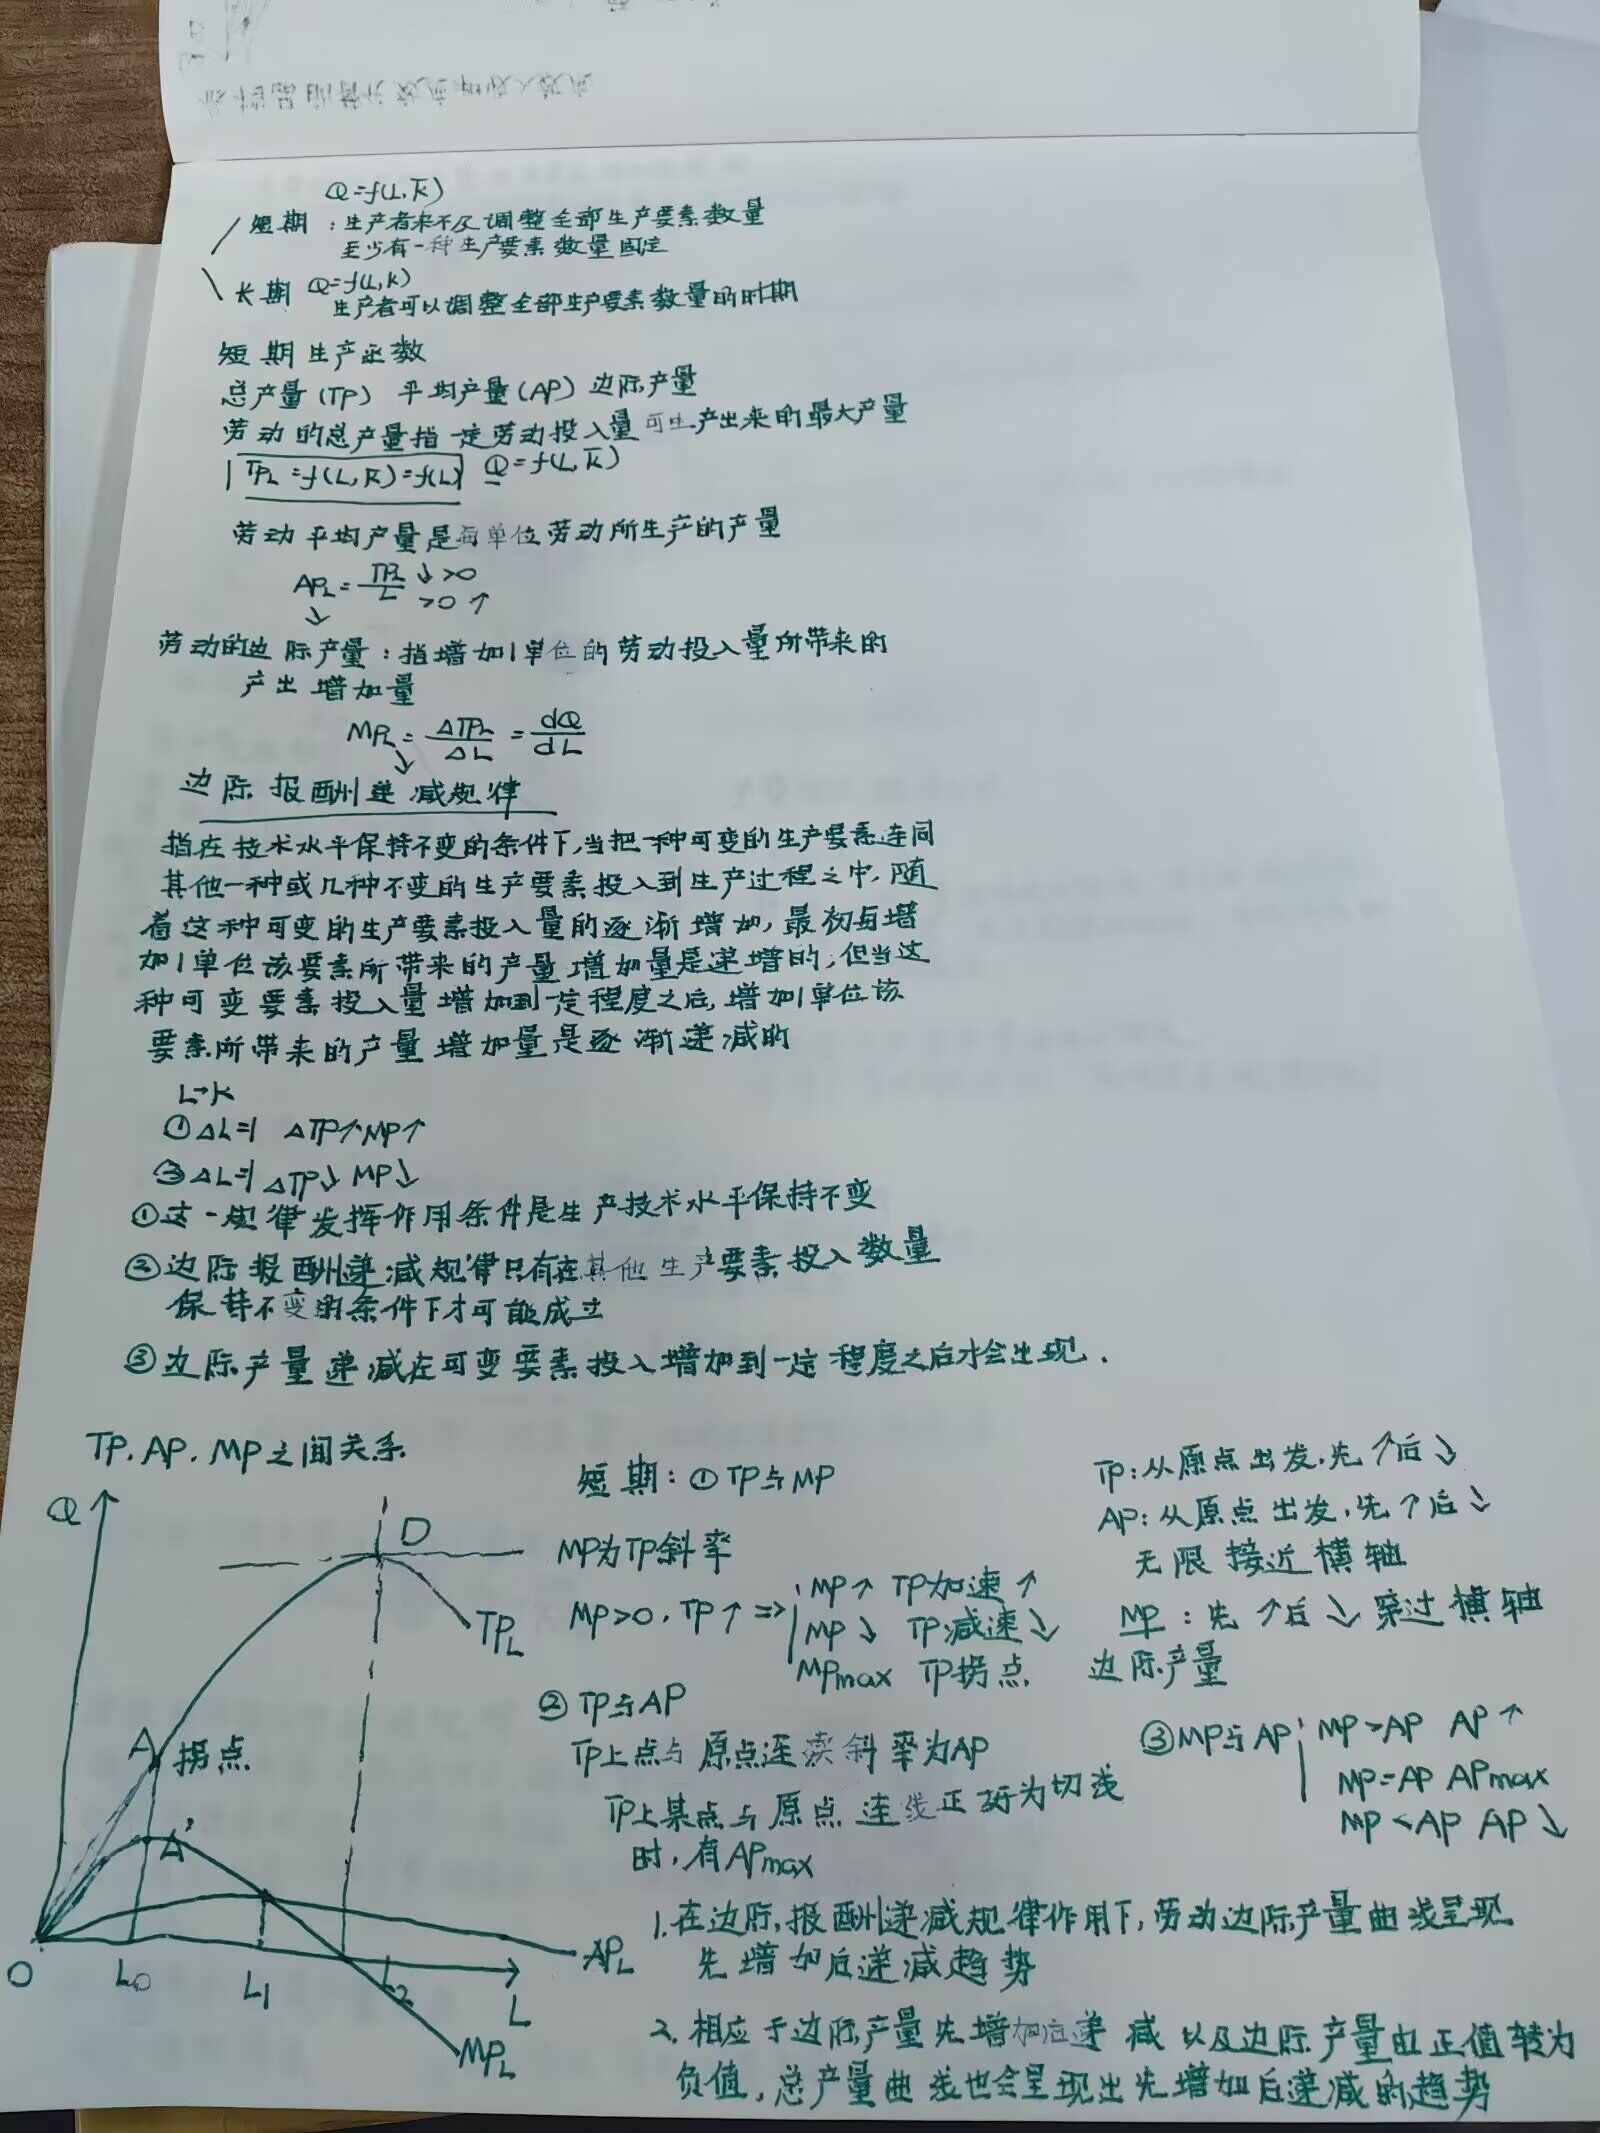 Q=f(L,K̅)
短期：生产者来不及调整全部生产要素数量
至少有一种生产要素数量固定
长期 Q=f(L,K)
生产者可以调整全部生产要素数量的时期
短期生产函数
总产量(TP) 平均产量(AP) 边际产量
劳动的总产量指一定劳动投入量可生产出来的最大产量
TP_L=f(L,K̅)=f(L) Q=f(L,K̅)
劳动平均产量是每单位劳动所生产的产量
AP_L=TP_L/L ↓>0 >0↑
↓
劳动的边际产量：指增加1单位的劳动投入量所带来的
产出增加量
MP_L=ΔTP_L/ΔL=dQ/dL
↓
边际报酬递减规律
指在技术水平保持不变的条件下,当把一种可变的生产要素连同
其他一种或几种不变的生产要素投入到生产过程之中,随
着这种可变的生产要素投入量的逐渐增加,最初每增
加1单位该要素所带来的产量增加量是递增的;但当这
种可变要素投入量增加到一定程度之后,增加1单位该
要素所带来的产量增加量是逐渐递减的
L→K
①ΔL=1 ΔTP↑MP↑
②ΔL=1 ΔTP↓ MP↓
①这一规律发挥作用条件是生产技术水平保持不变
②边际报酬递减规律只有在其他生产要素投入数量
保持不变的条件下才可能成立
③边际产量递减在可变要素投入增加到一定程度之后才会出现.
TP.AP.MP之间关系
Q
D
TP_L
A
拐点
A'
O
L0
L1
L2
L
AP_L
MP_L
短期：①TP与MP
MP为TP斜率
MP>0,TP↑⇒
MP↑ TP加速↑
MP↓ TP减速↓
MPmax TP拐点
②TP与AP
TP上点与原点连续斜率为AP
TP上某点与原点连线正好为切线
时,有APmax
TP:从原点出发,先↑后↓
AP:从原点出发,先↑后↓
无限接近横轴
MP:先↑后↓穿过横轴
边际产量
③MP与AP MP>AP AP↑
MP=AP APmax
MP<AP AP↓
1.在边际报酬递减规律作用下,劳动边际产量曲线呈现
先增加后递减趋势
2.相应于边际产量先增加后递减以及边际产量由正值转为
负值,总产量曲线也会呈现出先增加后递减的趋势